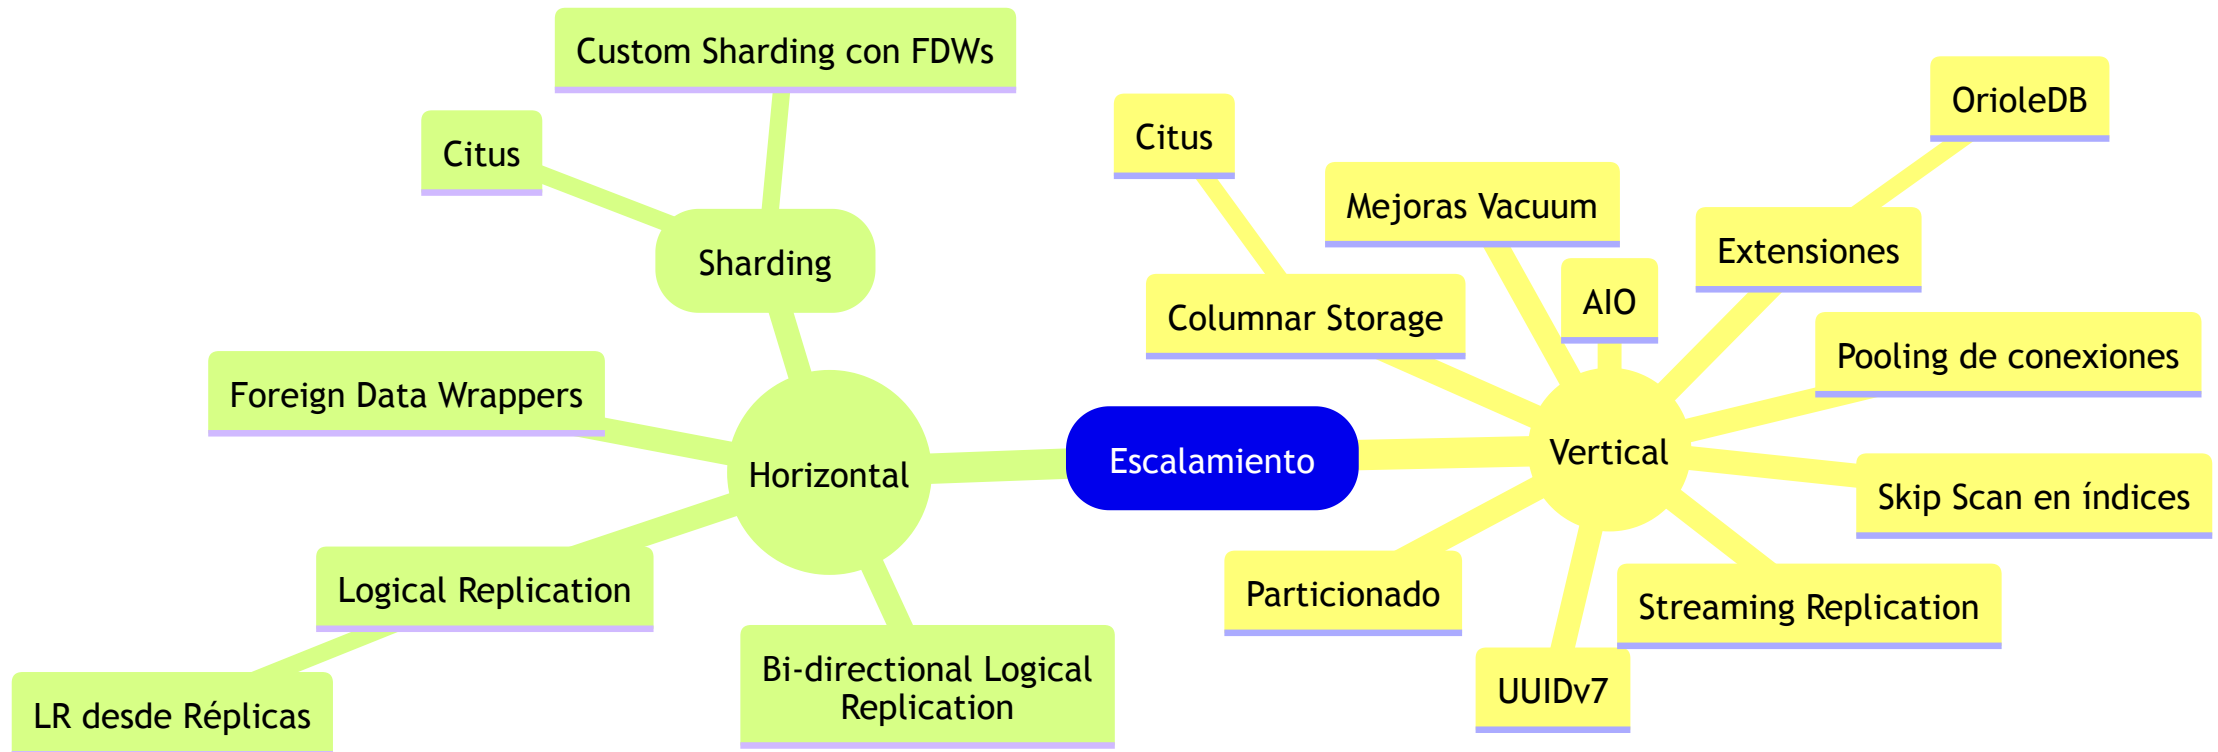 Custom Sharding con FDWs
Citus
Sharding
Foreign Data Wrappers
Horizontal
Logical Replication
LR desde Réplicas
Bi-directional Logical
Replication
Escalamiento
Citus
Columnar Storage
Mejoras Vacuum
AIO
OrioleDB
Extensiones
Pooling de conexiones
Vertical
Skip Scan en índices
Streaming Replication
Particionado
UUIDv7